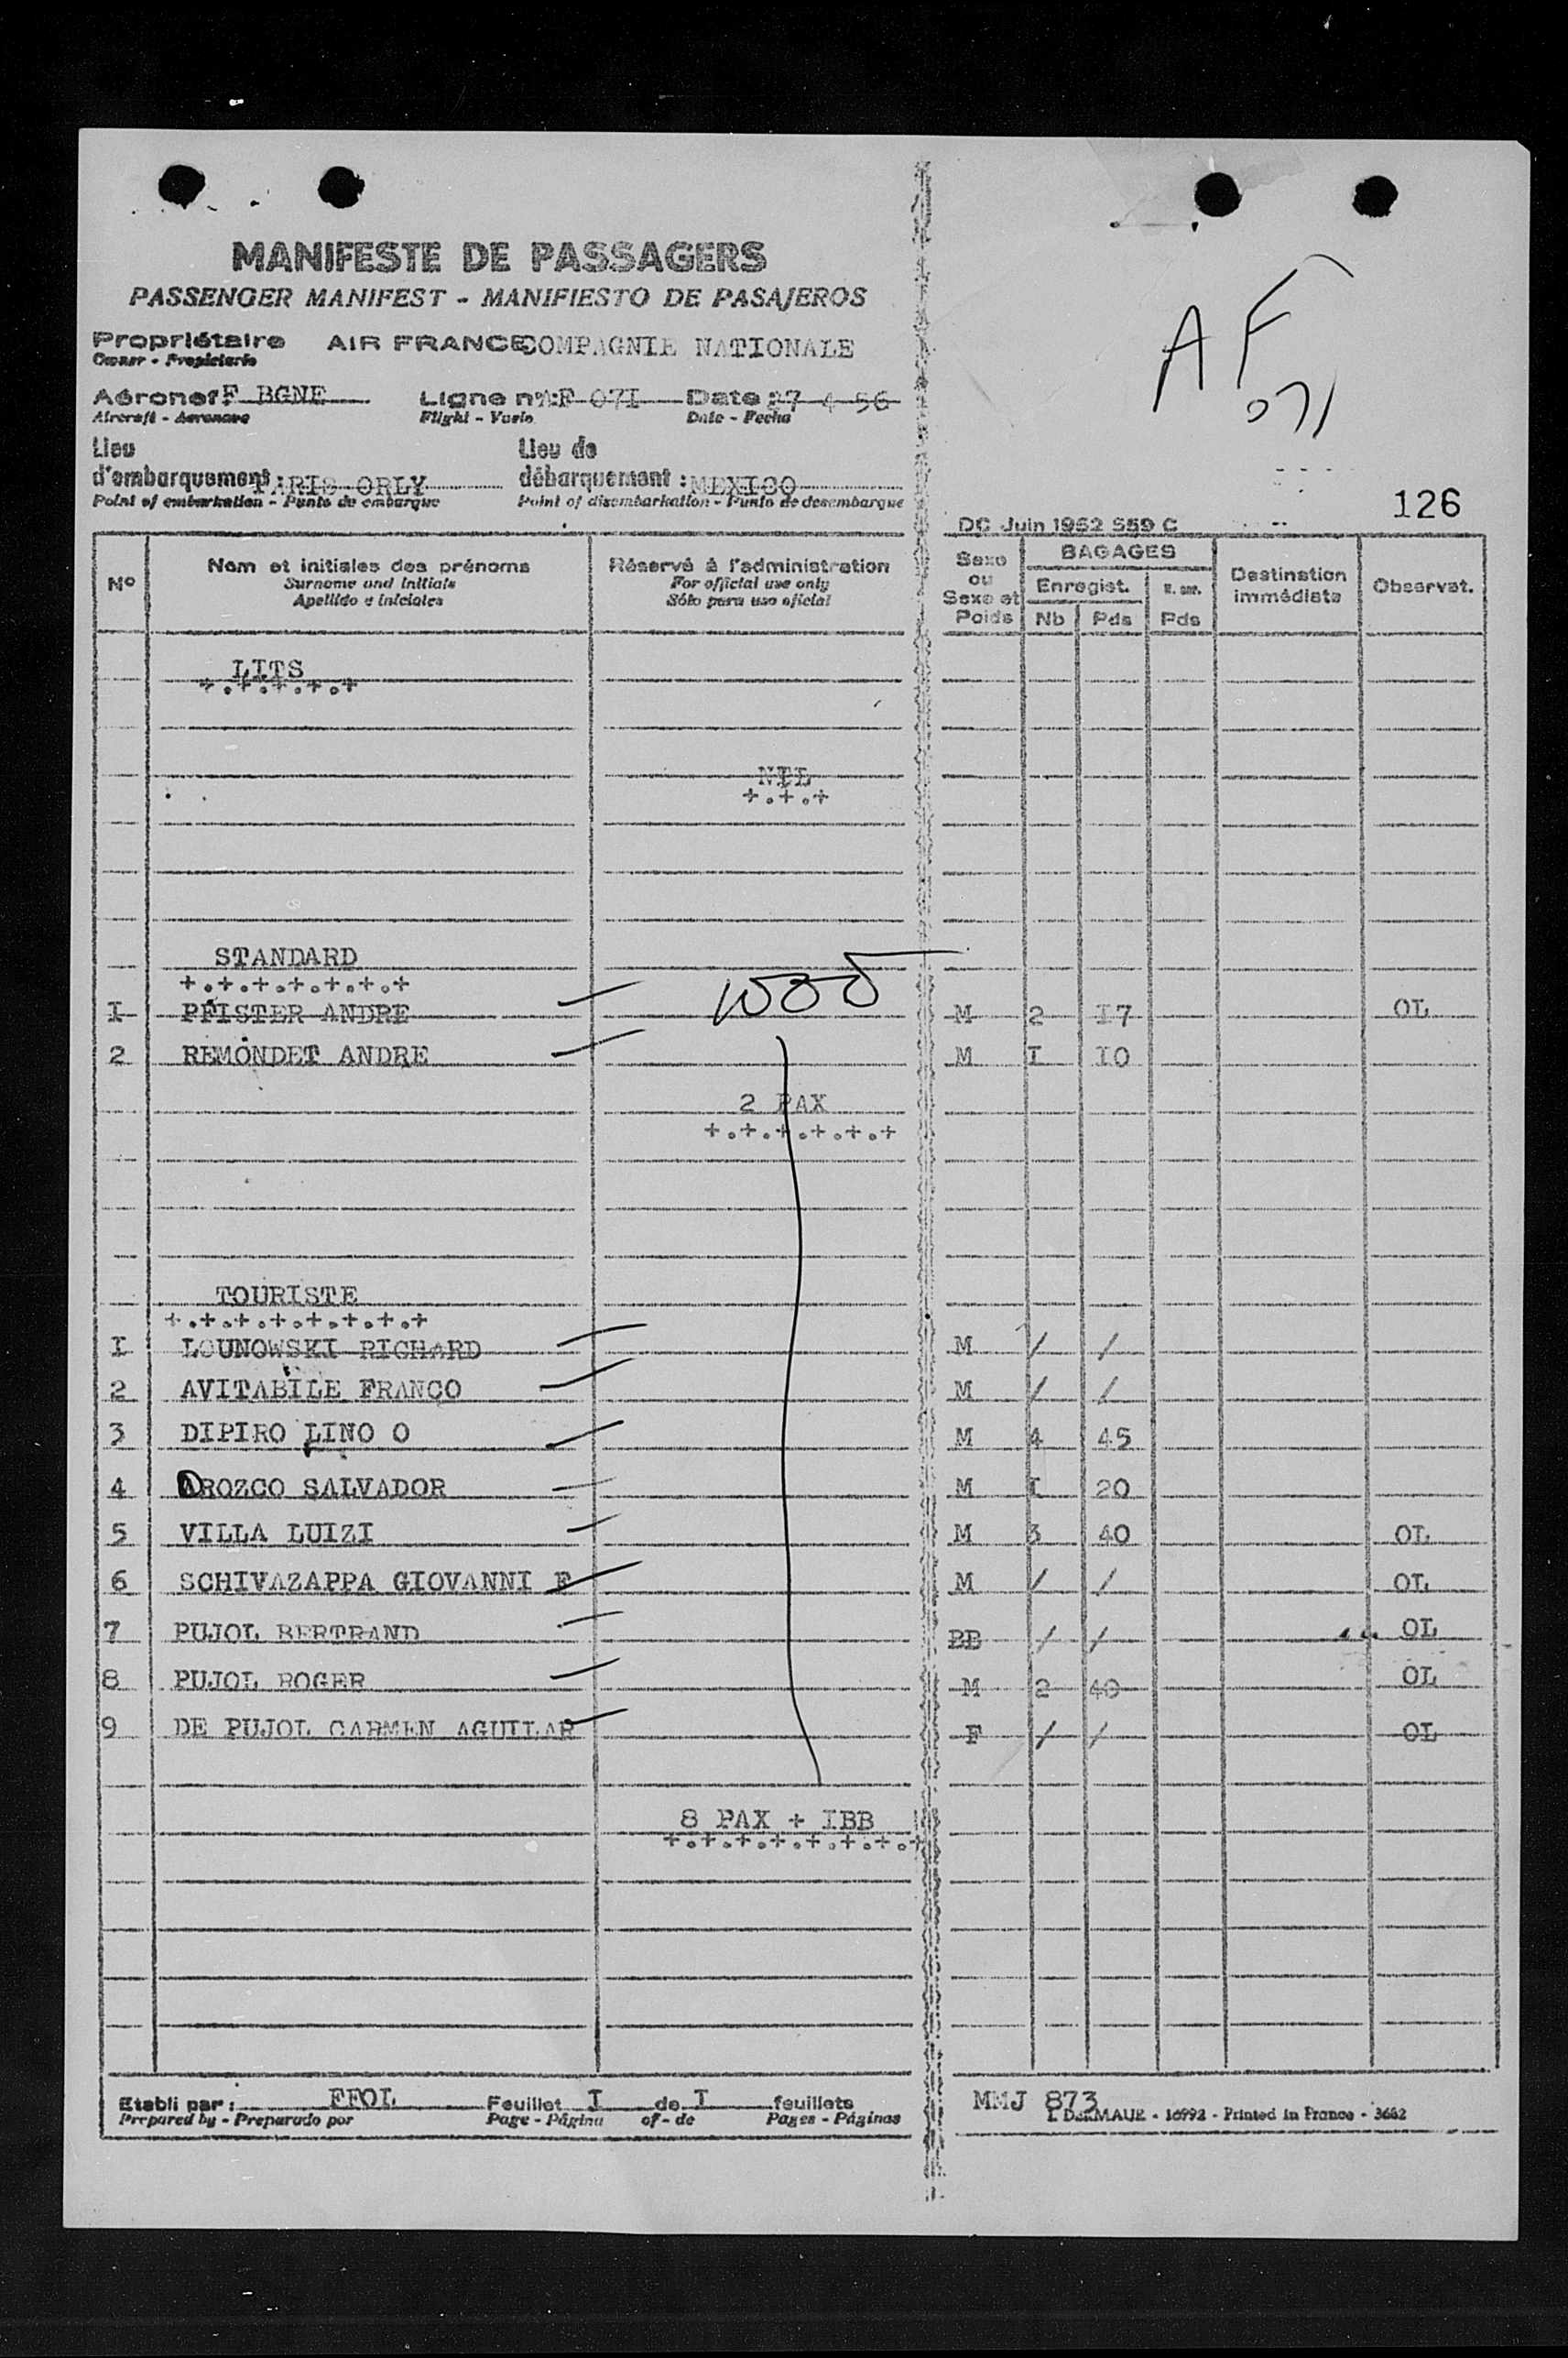 MANIFESTE DE PASSAGERS
PASSENGER MANIFEST - MANIFIESTO DE PASAJEROS
Propriétaire AIR FRANCE COMPAGNIE NATIONALE
Owner - Propietario
Aéronef F BGNE Ligne n° AF 07I Date : 27 4 56
Aircraft - Aeronave Flight - Vuelo Date - Fecha
Lieu d'embarquement : PARIS ORLY Lieu de débarquement : MEXICO
Point of embarkation - Punto de embarque Point of disembarkation - Punto de desembarque
AF
071
126
DC Juin 1952 559 C
N° Nom et initiales des prénoms Réservé à l'administration Sexe ou Sexe et Poids BAGAGES Destination immédiate Observat.
Surname and initials For official use only Enregist.
Apellido e iniciales Sólo para uso oficial Nb Pds Pds
LITS
+.+.+.+.+
NIL
+.+.+
STANDARD
+.+.+.+.+.+.+
I PFISTER ANDRE M 2 I7 OL
2 REMONDET ANDRE M I IO
2 PAX
+.+.+.+.+.+
TOURISTE
+.+.+.+.+.+.+.+
I LOUNOWSKI RICHARD M / /
2 AVITABILE FRANCO M / /
3 DIPIRO LINO O M 4 45
4 OROZCO SALVADOR M I 20
5 VILLA LUIZI M 3 40 OL
6 SCHIVAZAPPA GIOVANNI F M / / OL
7 PUJOL BERTRAND BB / / OL
8 PUJOL ROGER M 2 40 OL
9 DE PUJOL CARMEN AGUILAR F / / OL
8 PAX + IBB
+.+.+.+.+.+.+.+
Etabli par : FFOL Feuillet I de I feuillets
Prepared by - Preparado por Page - Página of - de Pages - Páginas
MMJ 873
16992 - Printed in France - 3662